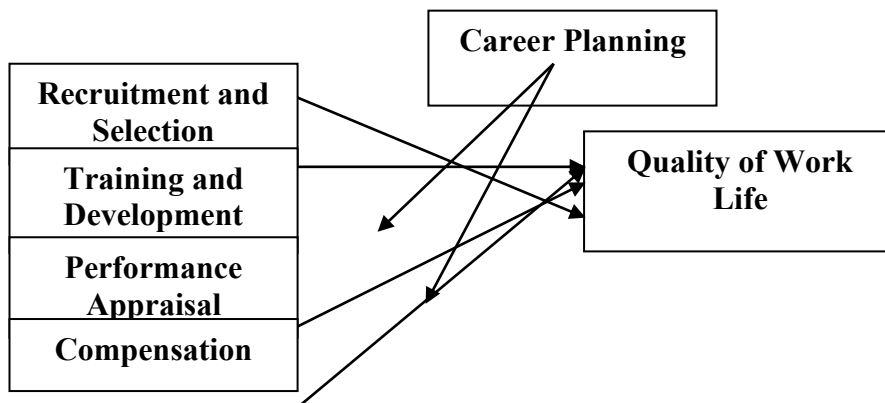 Career Planning
Recruitment and
Selection
Training and
Development
Performance
Appraisal
Compensation
Quality of Work
Life